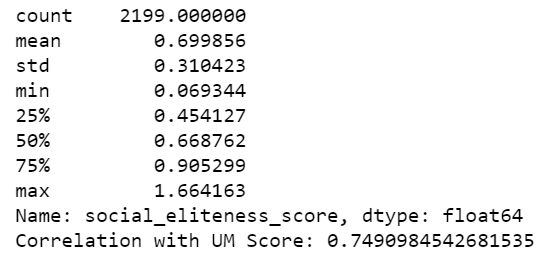 count    2199.000000
mean        0.699856
std         0.310423
min         0.069344
25%         0.454127
50%         0.668762
75%         0.905299
max         1.664163
Name: social_eliteness_score, dtype: float64
Correlation with UM Score: 0.7490984542681535